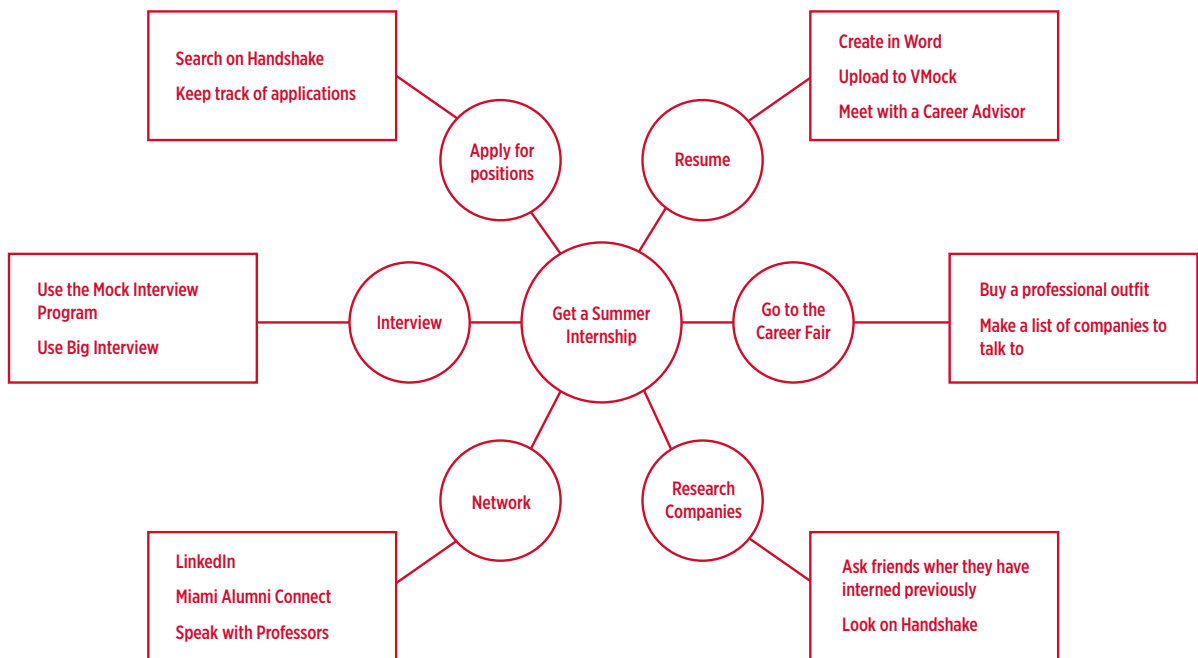 Search on Handshake
Keep track of applications
Apply for
positions
Create in Word
Upload to VMock
Meet with a Career Advisor
Resume
Use the Mock Interview
Program
Use Big Interview
Interview
Get a Summer
Internship
Go to the
Career Fair
Buy a professional outfit
Make a list of companies to
talk to
Network
LinkedIn
Miami Alumni Connect
Speak with Professors
Research
Companies
Ask friends wher they have
interned previously
Look on Handshake